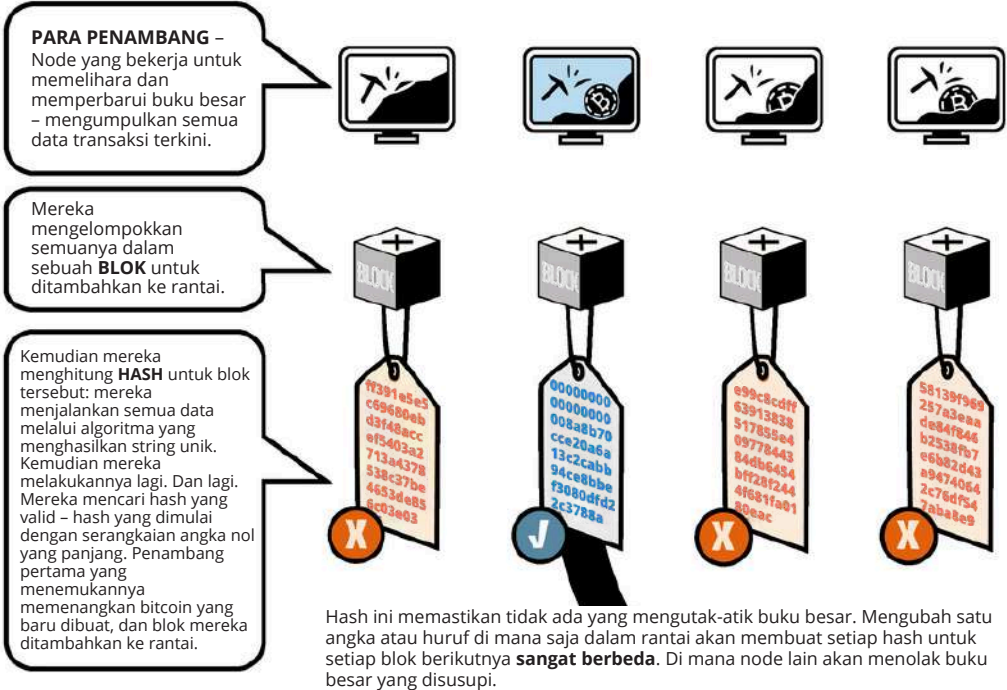 PARA PENAMBANG –
Node yang bekerja untuk
memelihara dan
memperbarui buku besar
– mengumpulkan semua
data transaksi terkini.
Mereka
mengelompokkan
semuanya dalam
sebuah BLOK untuk
ditambahkan ke rantai.
BLOCK
BLOCK
BLOCK
BLOCK
Kemudian mereka
menghitung HASH untuk blok
tersebut: mereka
menjalankan semua data
melalui algoritma yang
menghasilkan string unik.
Kemudian mereka
melakukannya lagi. Dan lagi.
Mereka mencari hash yang
valid – hash yang dimulai
dengan serangkaian angka nol
yang panjang. Penambang
pertama yang
menemukannya
memenangkan bitcoin yang
baru dibuat, dan blok mereka
ditambahkan ke rantai.
ff391e5e5
c69680eb
d3f48acc
ef5403a2
713a4378
538c37be
4653de85
6c03e03
X
00000000
00000000
008a8b70
cce20a6a
13c2cabb
94ce8bbe
f3080dfd2
2c3788a
e99c8cdff
63913838
517855e4
09778443
84db6454
bff28f244
4f681fa01
80eac
X
58139f969
257a3eaa
de84f846
b2538fb7
e6b82d43
a9474064
2c76df54
7aba8e9
X
Hash ini memastikan tidak ada yang mengutak-atik buku besar. Mengubah satu
angka atau huruf di mana saja dalam rantai akan membuat setiap hash untuk
setiap blok berikutnya sangat berbeda. Di mana node lain akan menolak buku
besar yang disusupi.